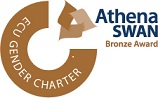 ECU GENDER CHARTER
Athena
SWAN
Bronze Award